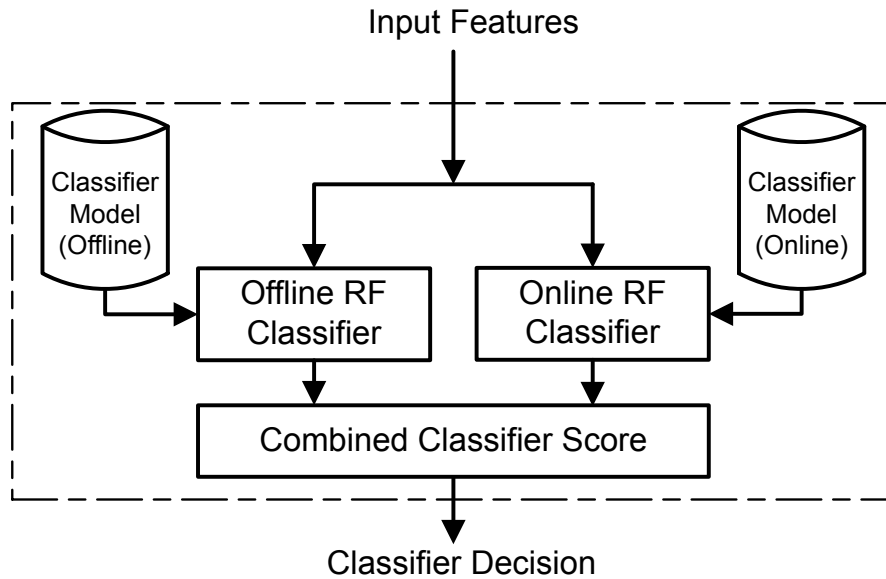 Input Features
Classifier
Model
(Offline)
Classifier
Model
(Online)
Offline RF
Classifier
Online RF
Classifier
Combined Classifier Score
Classifier Decision